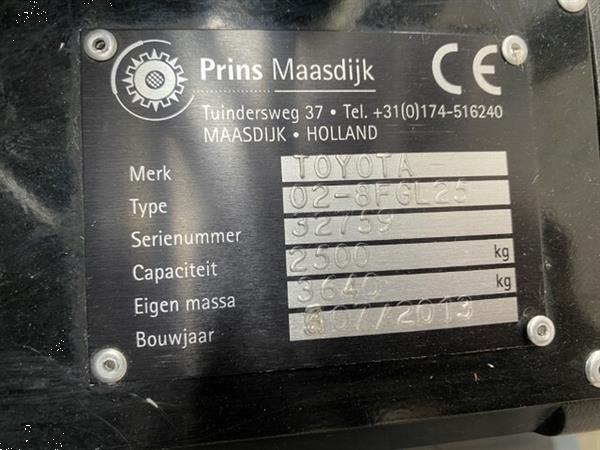 Prins Maasdijk
CE
Tuindersweg 37 • Tel. +31(0)174-516240
MAASDIJK • HOLLAND
Merk TOYOTA
Type 02-8FGL25
Serienummer 32759
Capaciteit 2500 kg
Eigen massa 3640 kg
Bouwjaar 07/2013